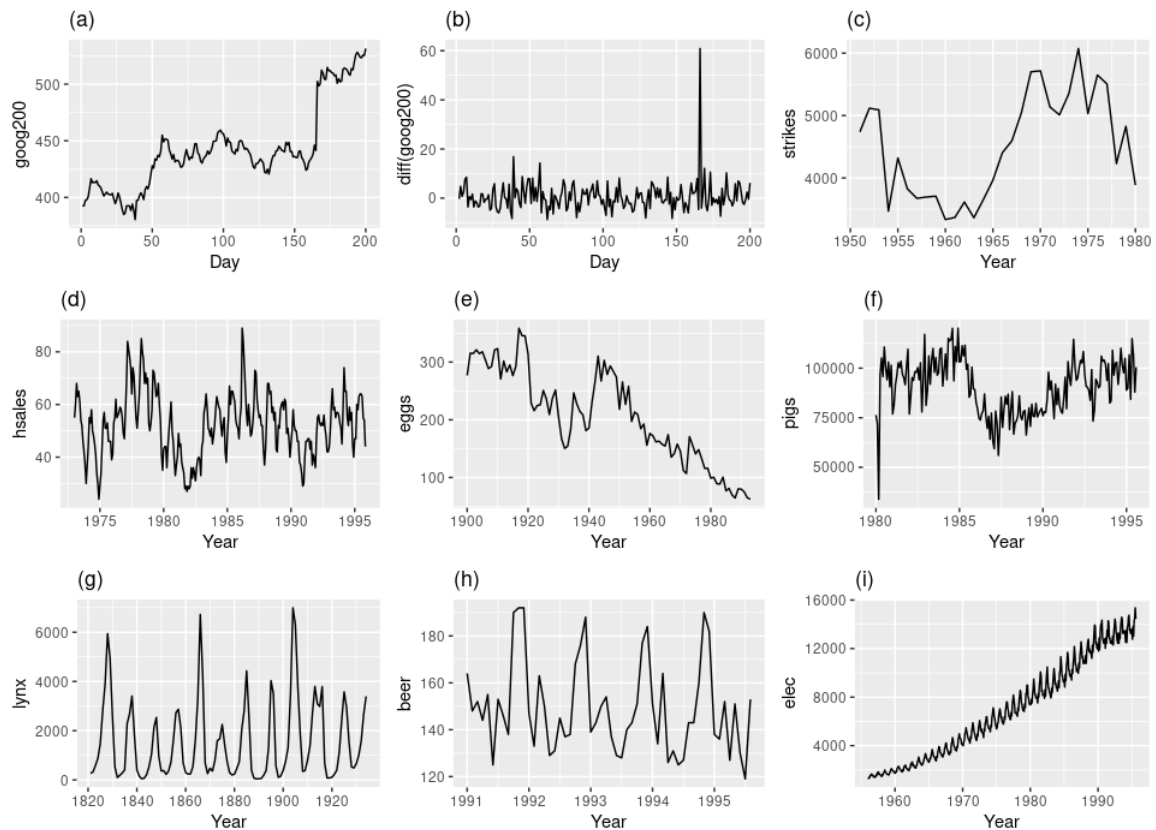 (a)
goog200
500
450
400
0 50 100 150 200
Day
(b)
diff(goog200)
60
40
20
0
0 50 100 150 200
Day
(c)
strikes
6000
5000
4000
1950 1955 1960 1965 1970 1975 1980
Year
(d)
hsales
80
60
40
1975 1980 1985 1990 1995
Year
(e)
eggs
300
200
100
1900 1920 1940 1960 1980
Year
(f)
pigs
100000
75000
50000
1980 1985 1990 1995
Year
(g)
lynx
6000
4000
2000
0
1820 1840 1860 1880 1900 1920
Year
(h)
beer
180
160
140
120
1991 1992 1993 1994 1995
Year
(i)
elec
16000
12000
8000
4000
1960 1970 1980 1990
Year